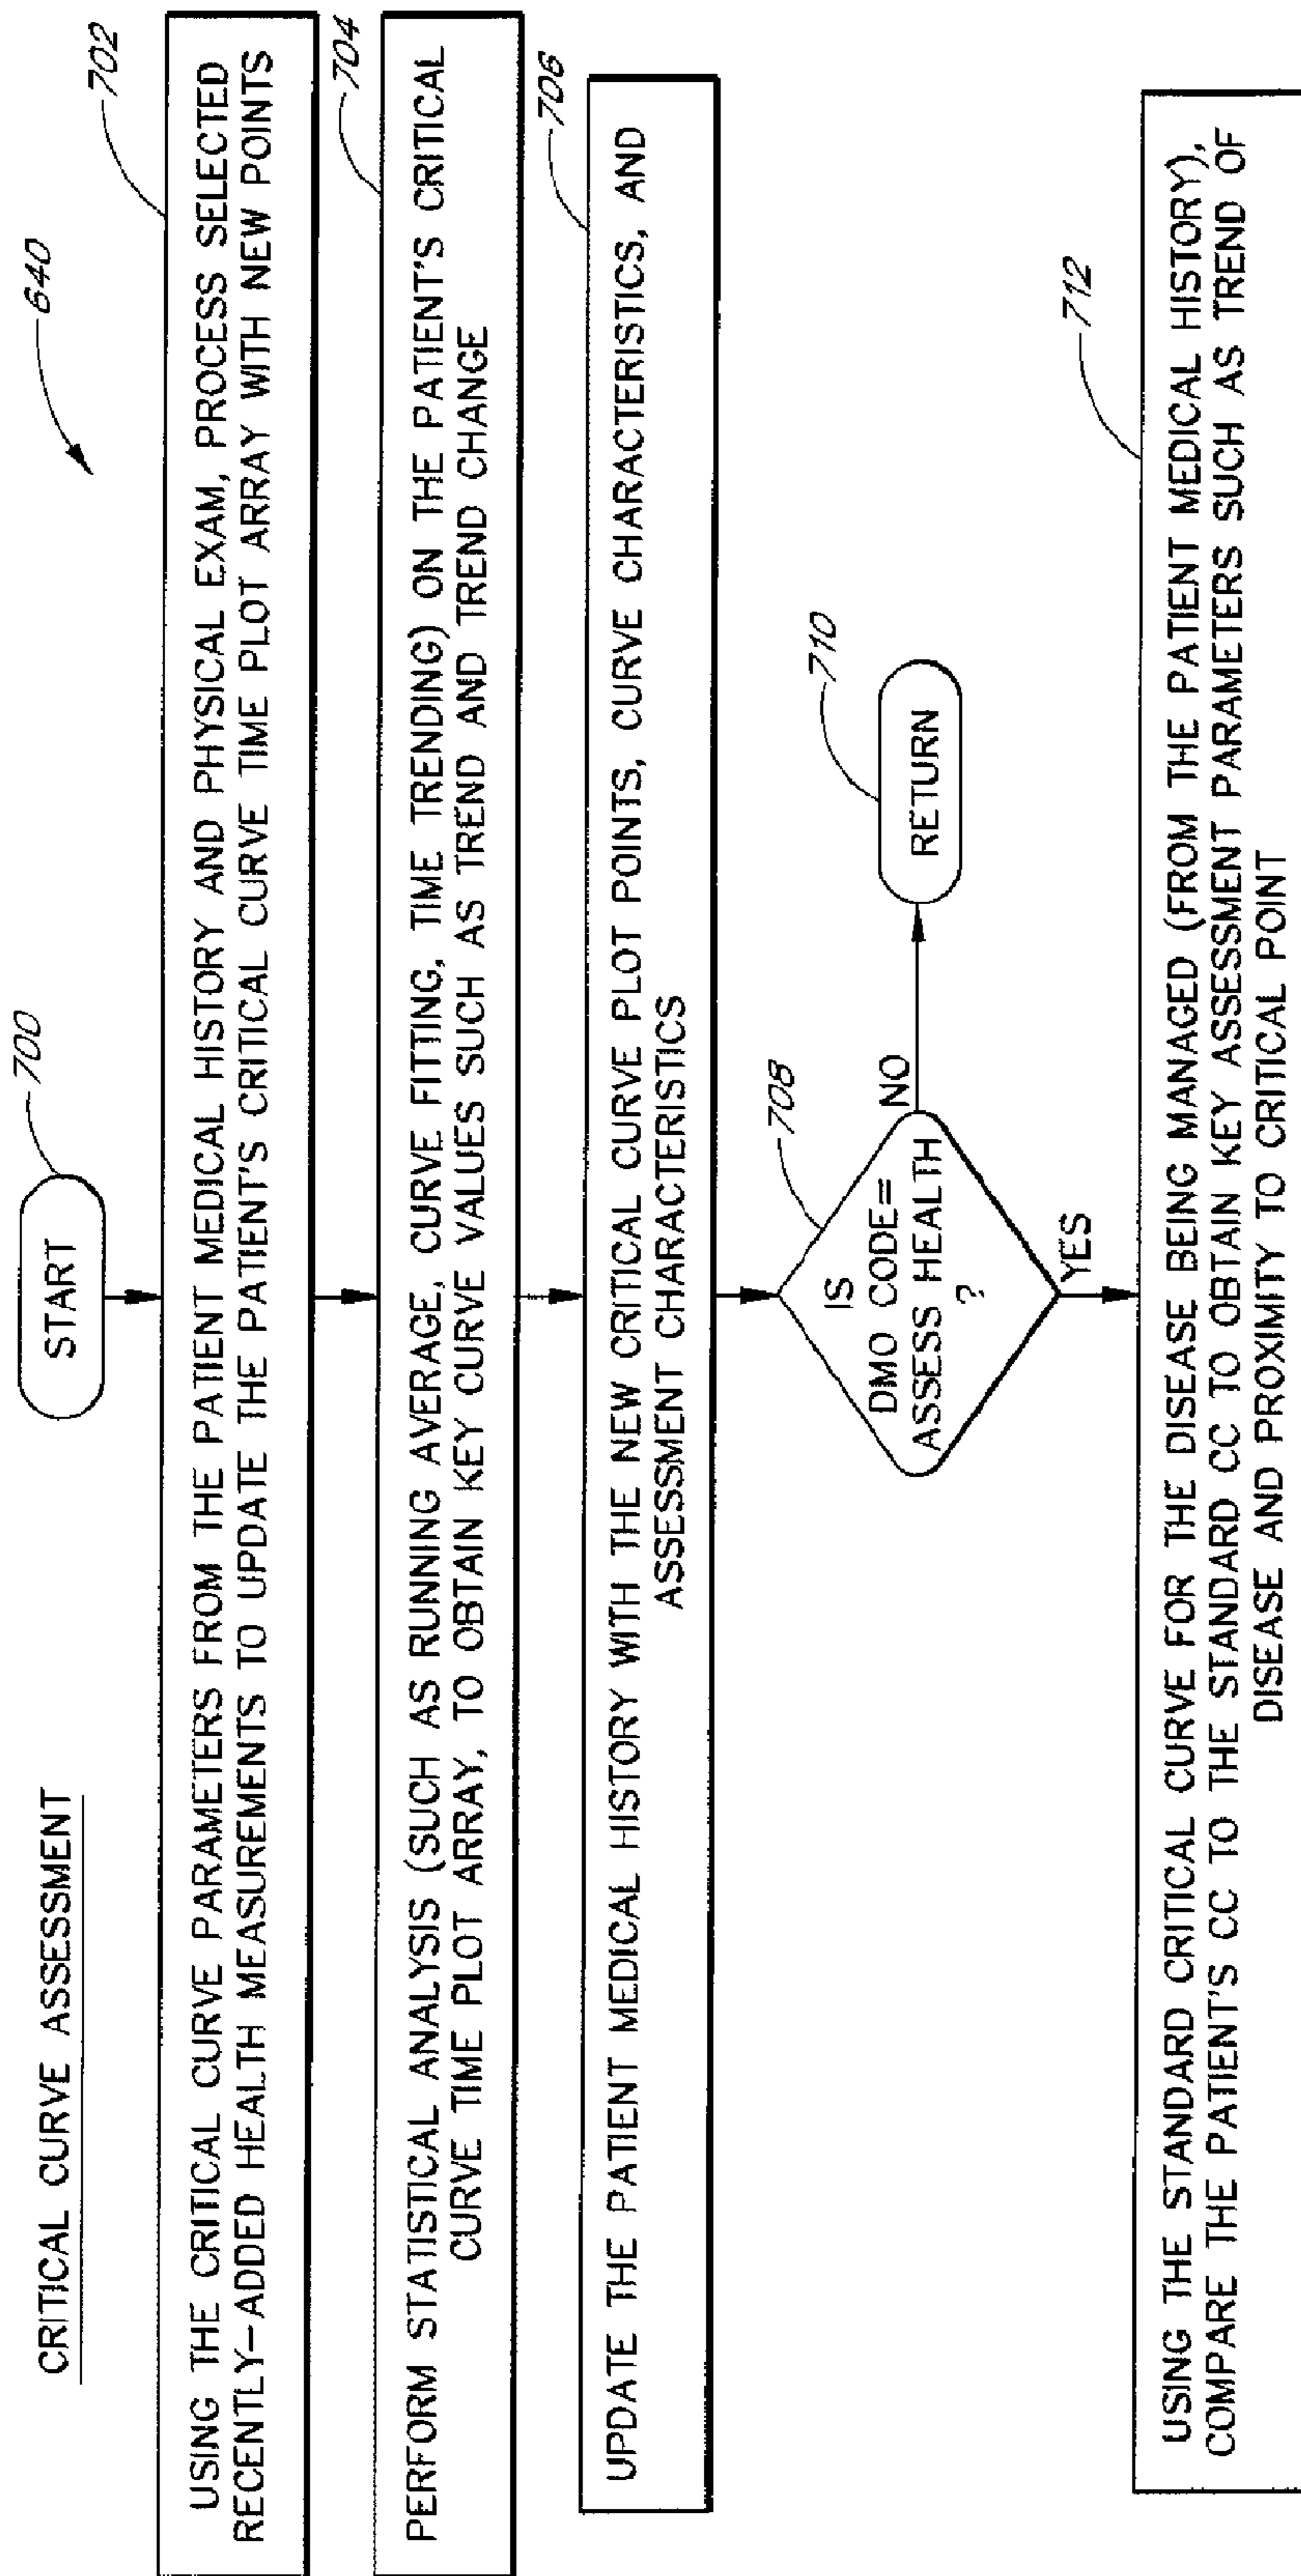 CRITICAL CURVE ASSESSMENT
640
700
START
702
USING THE CRITICAL CURVE PARAMETERS FROM THE PATIENT MEDICAL HISTORY AND PHYSICAL EXAM, PROCESS SELECTED
RECENTLY-ADDED HEALTH MEASUREMENTS TO UPDATE THE PATIENT'S CRITICAL CURVE TIME PLOT ARRAY WITH NEW POINTS
704
PERFORM STATISTICAL ANALYSIS (SUCH AS RUNNING AVERAGE, CURVE FITTING, TIME TRENDING) ON THE PATIENT'S CRITICAL
CURVE TIME PLOT ARRAY, TO OBTAIN KEY CURVE VALUES SUCH AS TREND AND TREND CHANGE
706
UPDATE THE PATIENT MEDICAL HISTORY WITH THE NEW CRITICAL CURVE PLOT POINTS, CURVE CHARACTERISTICS, AND
ASSESSMENT CHARACTERISTICS
708
IS
DMO CODE=
ASSESS HEALTH
?
NO
710
RETURN
YES
712
USING THE STANDARD CRITICAL CURVE FOR THE DISEASE BEING MANAGED (FROM THE PATIENT MEDICAL HISTORY),
COMPARE THE PATIENT'S CC TO THE STANDARD CC TO OBTAIN KEY ASSESSMENT PARAMETERS SUCH AS TREND OF
DISEASE AND PROXIMITY TO CRITICAL POINT